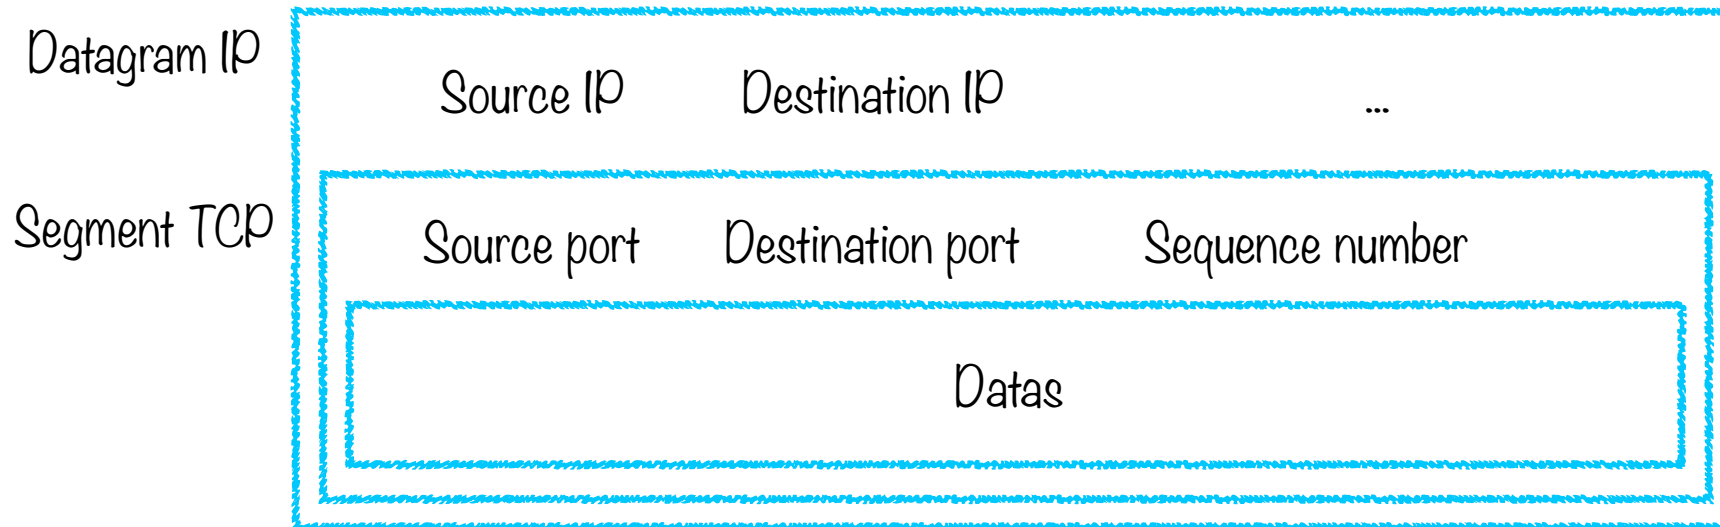 Datagram IP
Source IP Destination IP ...
Segment TCP
Source port Destination port Sequence number
Datas